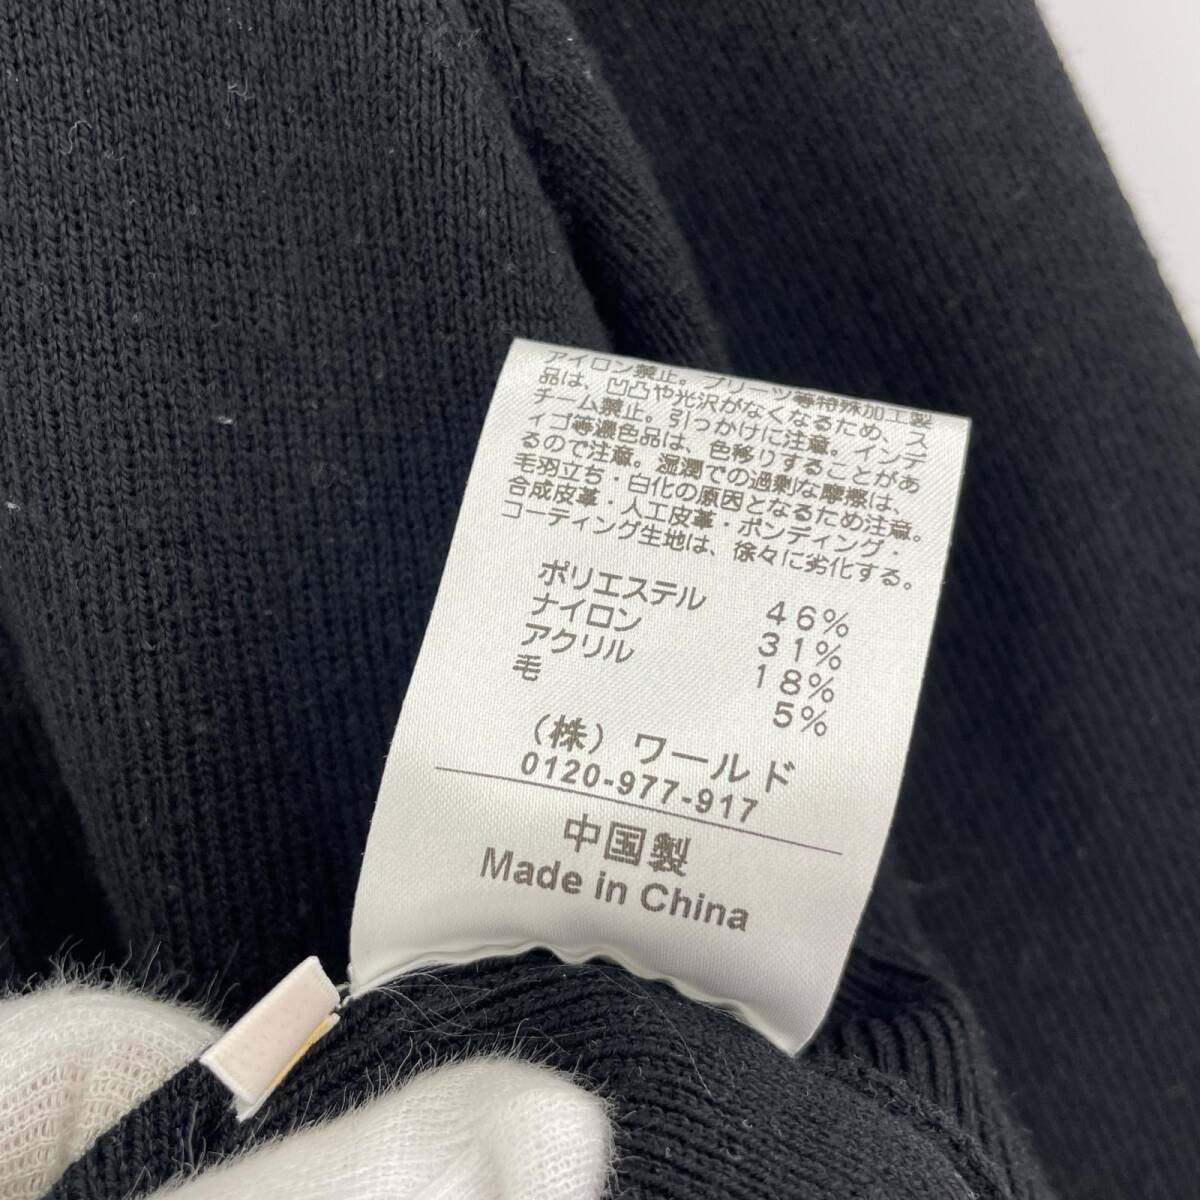 アイロン禁止。プリーツ等特殊加工製
品は、凹凸や光沢がなくなるため、ス
チーム禁止。引っかけに注意。インデ
ィゴ等濃色品は、色移りすることがあ
るので注意。湿潤での過剰な摩擦は、
毛羽立ち・白化の原因となるため注意。
合成皮革・人工皮革・ボンディング・
コーティング生地は、徐々に劣化する。
ポリエステル 46%
ナイロン 31%
アクリル 18%
毛 5%
(株) ワールド
0120-977-917
中国製
Made in China